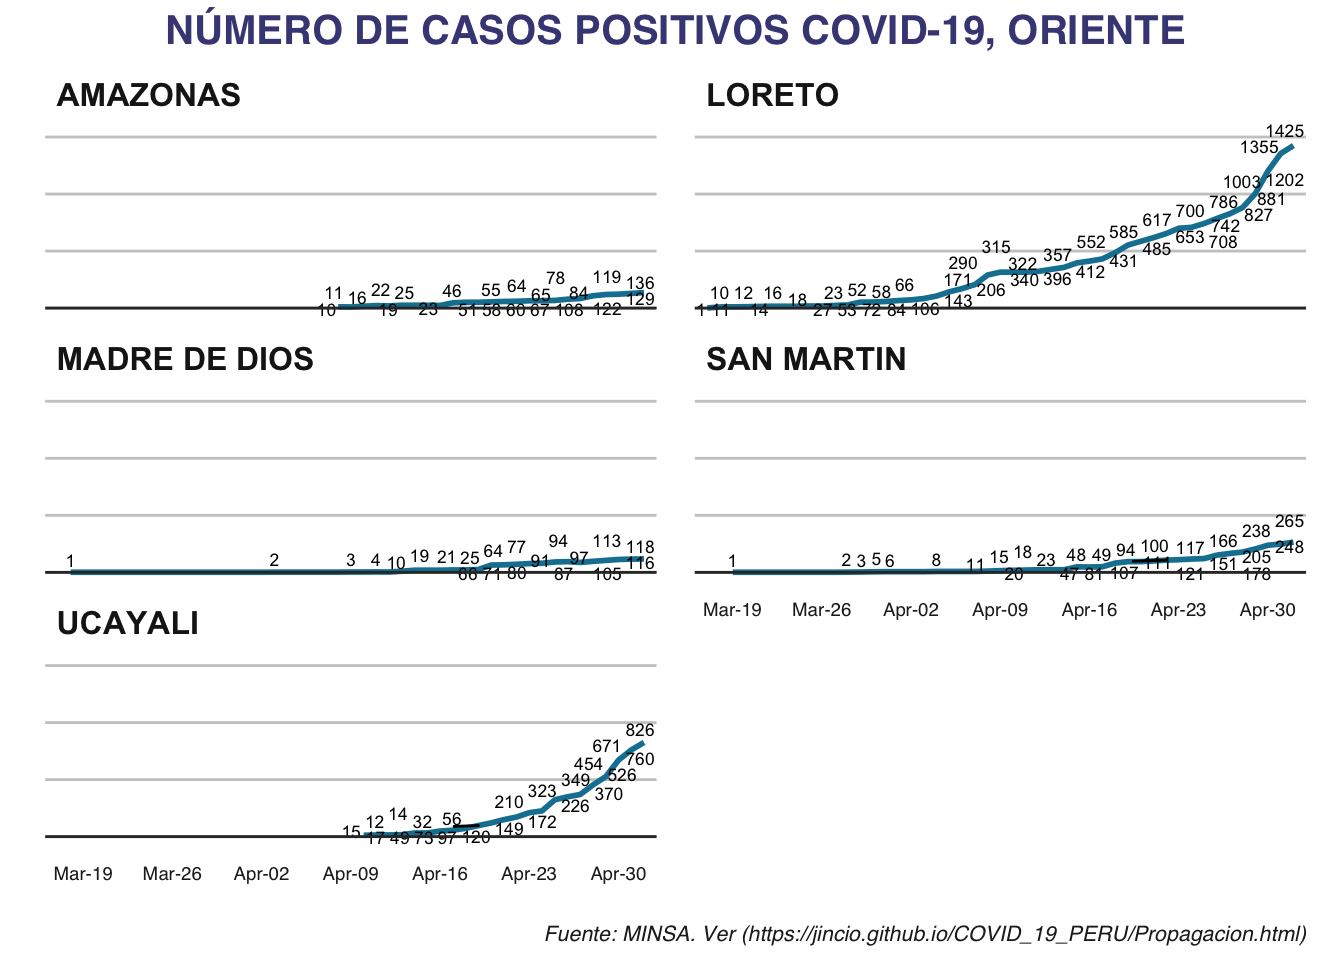 NÚMERO DE CASOS POSITIVOS COVID-19, ORIENTE
AMAZONAS
11 16 22 25 46 55 64 65 78 84 119 136
10 19 23 51 58 60 67 108 122 129
LORETO
10 12 16 18 23 52 58 66 171 290 315 322 357 552 585 617 700 786 1003 1355 1425
1 11 14 27 53 72 84 106 143 206 340 396 412 431 485 653 708 742 827 881 1202
MADRE DE DIOS
1 2 3 4 10 19 21 25 64 77 91 94 97 113 118
66 71 80 87 105 116
SAN MARTIN
1 2 3 5 6 8 11 15 18 23 48 49 94 100 117 166 238 265
20 47 81 107 111 121 151 178 205 248
Mar-19 Mar-26 Apr-02 Apr-09 Apr-16 Apr-23 Apr-30
UCAYALI
15 12 14 32 56 210 323 349 454 671 826
17 49 73 97 120 149 172 226 370 526 760
Mar-19 Mar-26 Apr-02 Apr-09 Apr-16 Apr-23 Apr-30
Fuente: MINSA. Ver (https://jincio.github.io/COVID_19_PERU/Propagacion.html)